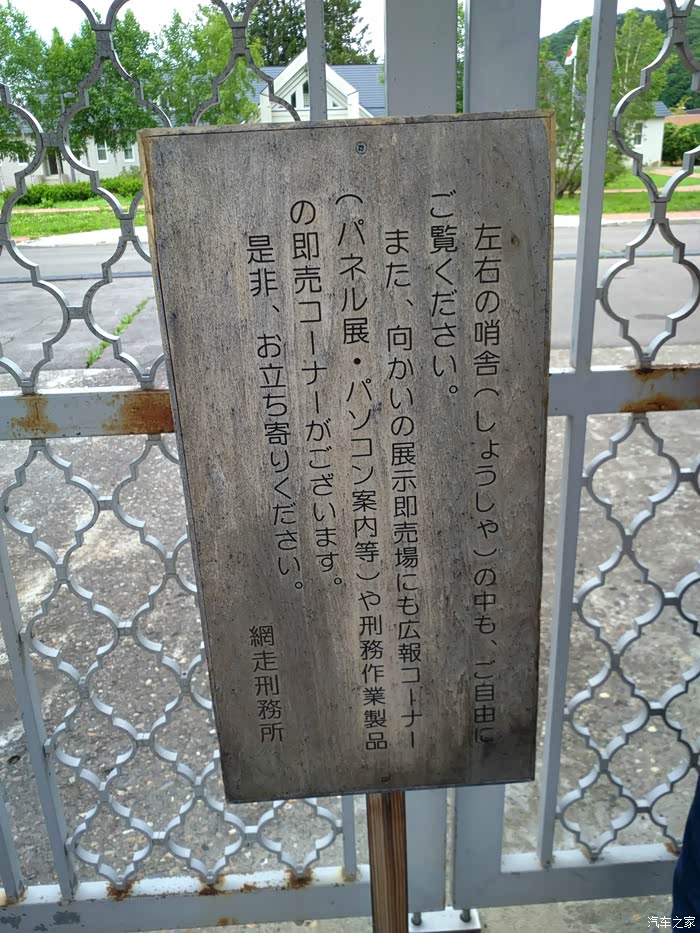 左右の哨舎(しょうしゃ)の中も、ご自由に
ご覧ください。
また、向かいの展示即売場にも広報コーナー
(パネル展・パソコン案内等)や刑務作業製品
の即売コーナーがございます。
是非、お立ち寄りください。
網走刑務所
汽车之家